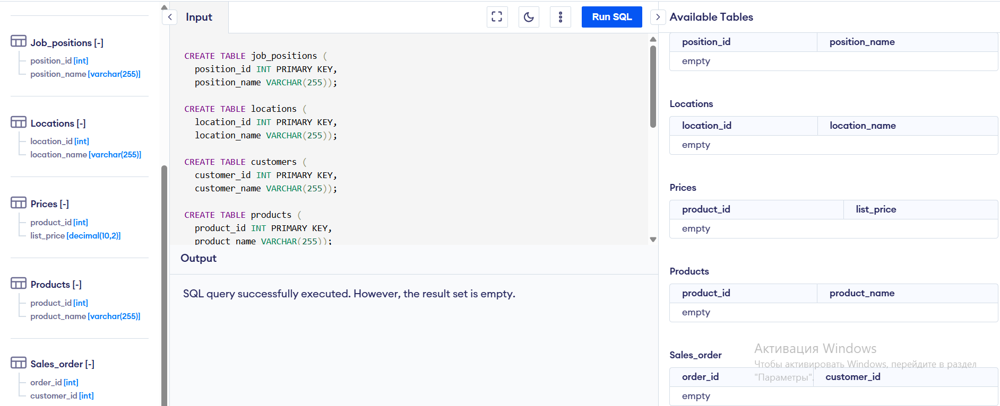 Job_positions [-]
position_id [int]
position_name [varchar(255)]
Locations [-]
location_id [int]
location_name [varchar(255)]
Prices [-]
product_id [int]
list_price [decimal(10,2)]
Products [-]
product_id [int]
product_name [varchar(255)]
Sales_order [-]
order_id [int]
customer_id [int]
Input
Run SQL
CREATE TABLE job_positions (
position_id INT PRIMARY KEY,
position_name VARCHAR(255));
CREATE TABLE locations (
location_id INT PRIMARY KEY,
location_name VARCHAR(255));
CREATE TABLE customers (
customer_id INT PRIMARY KEY,
customer_name VARCHAR(255));
CREATE TABLE products (
product_id INT PRIMARY KEY,
product_name VARCHAR(255));
Output
SQL query successfully executed. However, the result set is empty.
Available Tables
position_id position_name
empty
Locations
location_id location_name
empty
Prices
product_id list_price
empty
Products
product_id product_name
empty
Sales_order
order_id customer_id
empty
Активация Windows
Чтобы активировать Windows, перейдите в раздел
"Параметры".